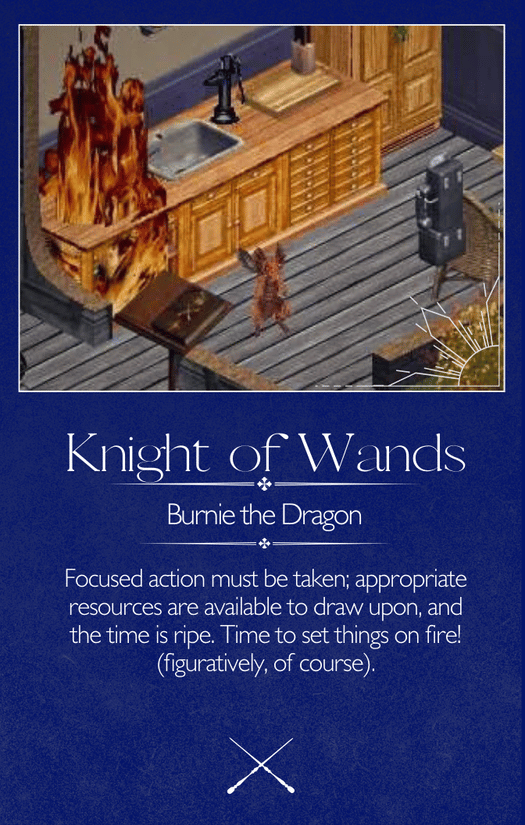 Knight of Wands
Burnie the Dragon
Focused action must be taken; appropriate
resources are available to draw upon, and
the time is ripe. Time to set things on fire!
(figuratively, of course).